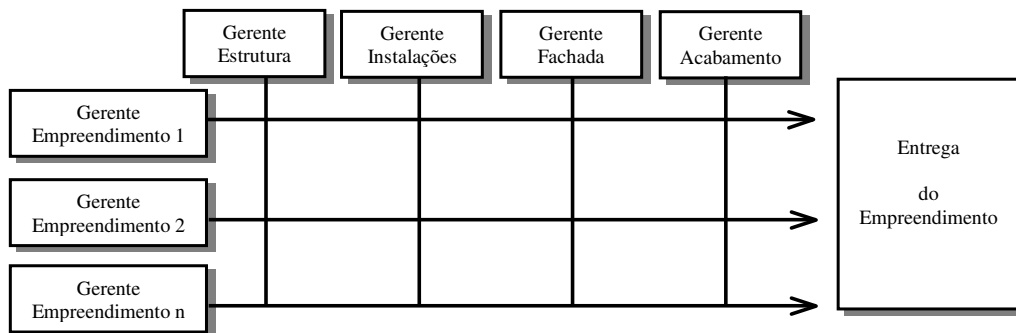 Gerente
Estrutura
Gerente
Instalações
Gerente
Fachada
Gerente
Acabamento
Gerente
Empreendimento 1
Gerente
Empreendimento 2
Gerente
Empreendimento n
Entrega
do
Empreendimento